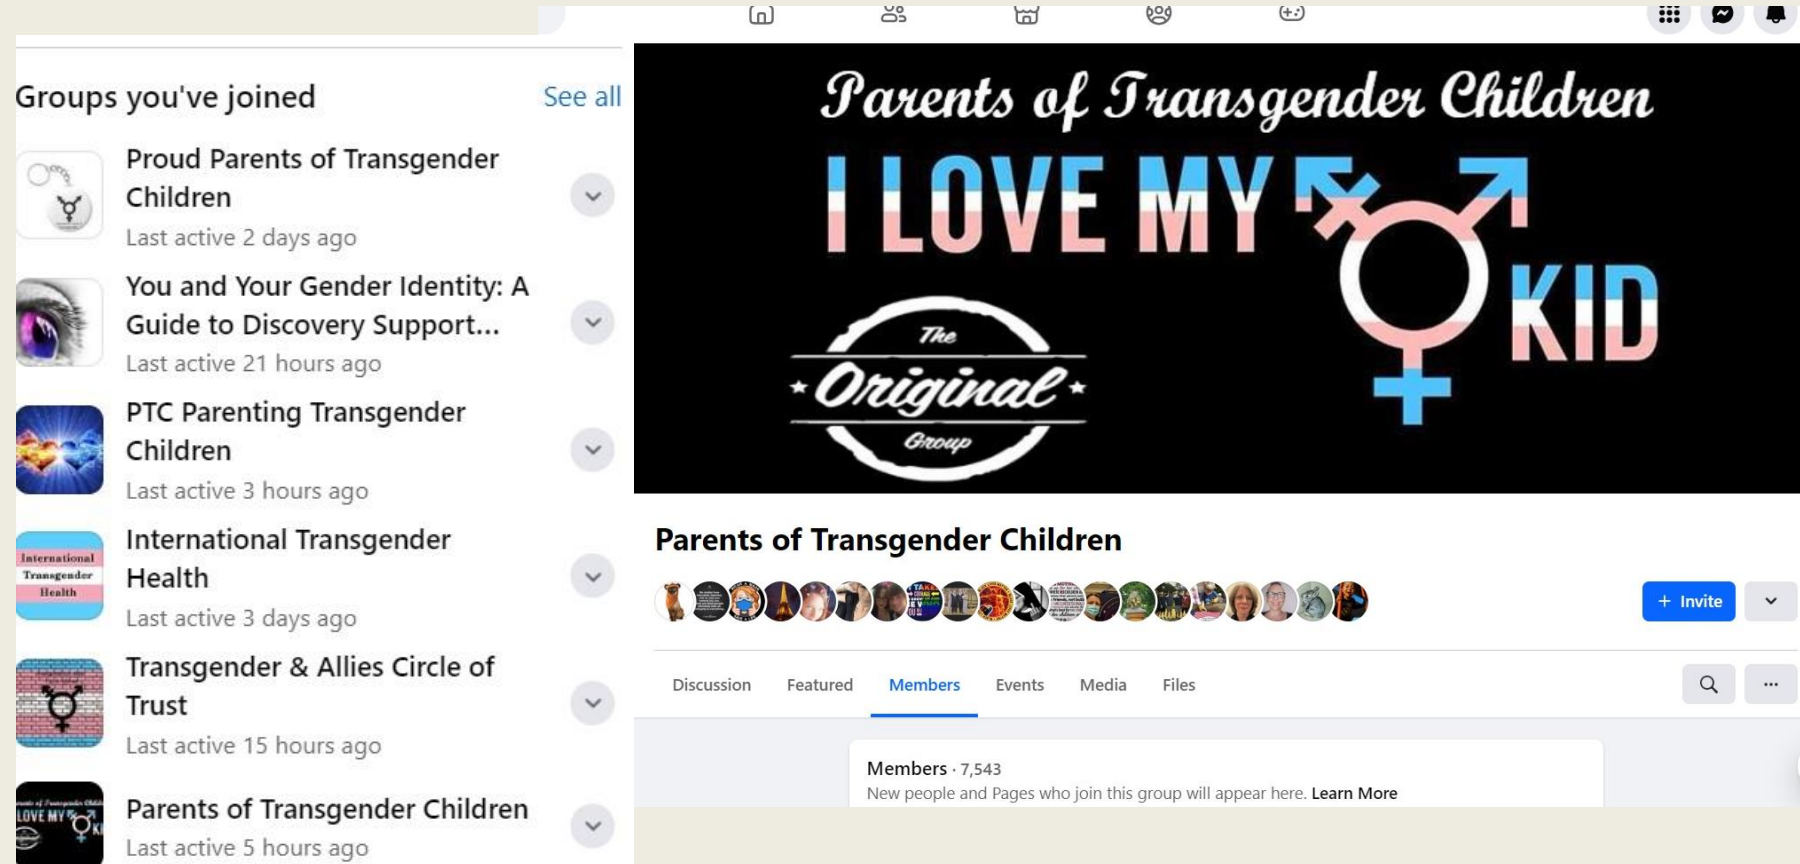 Groups you've joined
See all
Proud Parents of Transgender
Children
Last active 2 days ago
You and Your Gender Identity: A
Guide to Discovery Support...
Last active 21 hours ago
PTC Parenting Transgender
Children
Last active 3 hours ago
International
Transgender
Health
International Transgender
Health
Last active 3 days ago
Transgender & Allies Circle of
Trust
Last active 15 hours ago
LOVE MY
Parents of Transgender Children
Last active 5 hours ago
Parents of Transgender Children
I LOVE MY
KID
The
Original
Group
Parents of Transgender Children
+ Invite
Discussion Featured Members Events Media Files
Members · 7,543
New people and Pages who join this group will appear here. Learn More